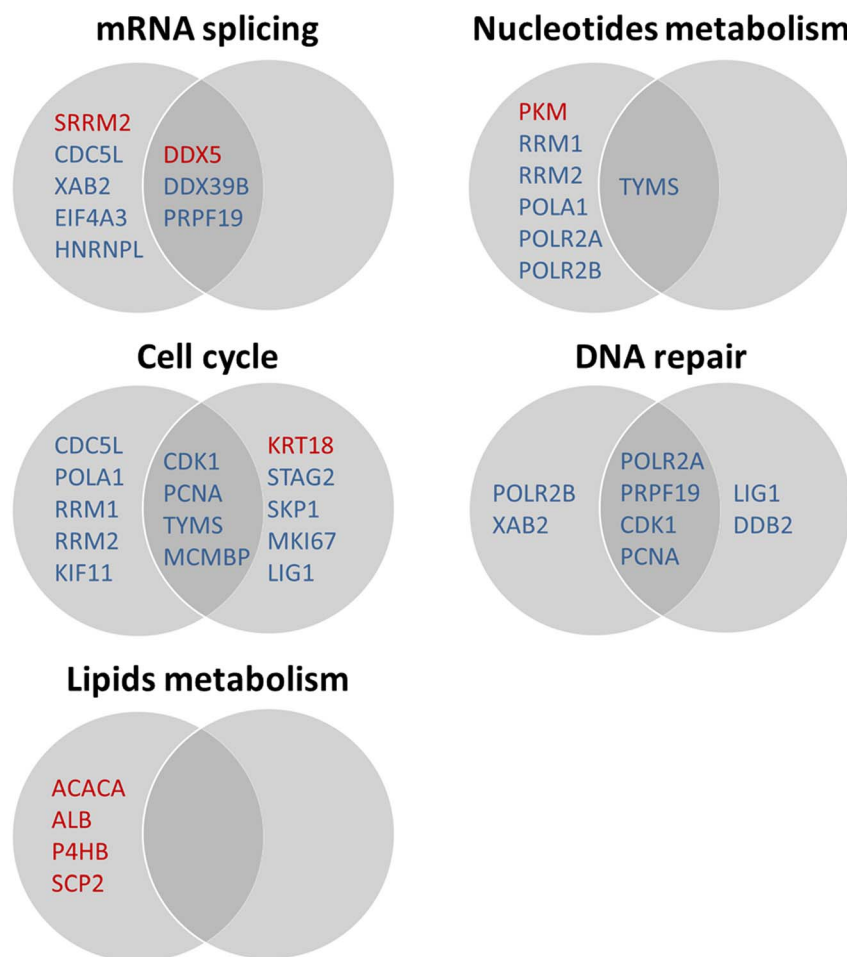 mRNA splicing
SRRM2
CDC5L
XAB2
EIF4A3
HNRNPL
DDX5
DDX39B
PRPF19
Nucleotides metabolism
PKM
RRM1
RRM2
POLA1
POLR2A
POLR2B
TYMS
Cell cycle
CDC5L
POLA1
RRM1
RRM2
KIF11
CDK1
PCNA
TYMS
MCMBP
KRT18
STAG2
SKP1
MKI67
LIG1
DNA repair
POLR2B
XAB2
POLR2A
PRPF19
CDK1
PCNA
LIG1
DDB2
Lipids metabolism
ACACA
ALB
P4HB
SCP2